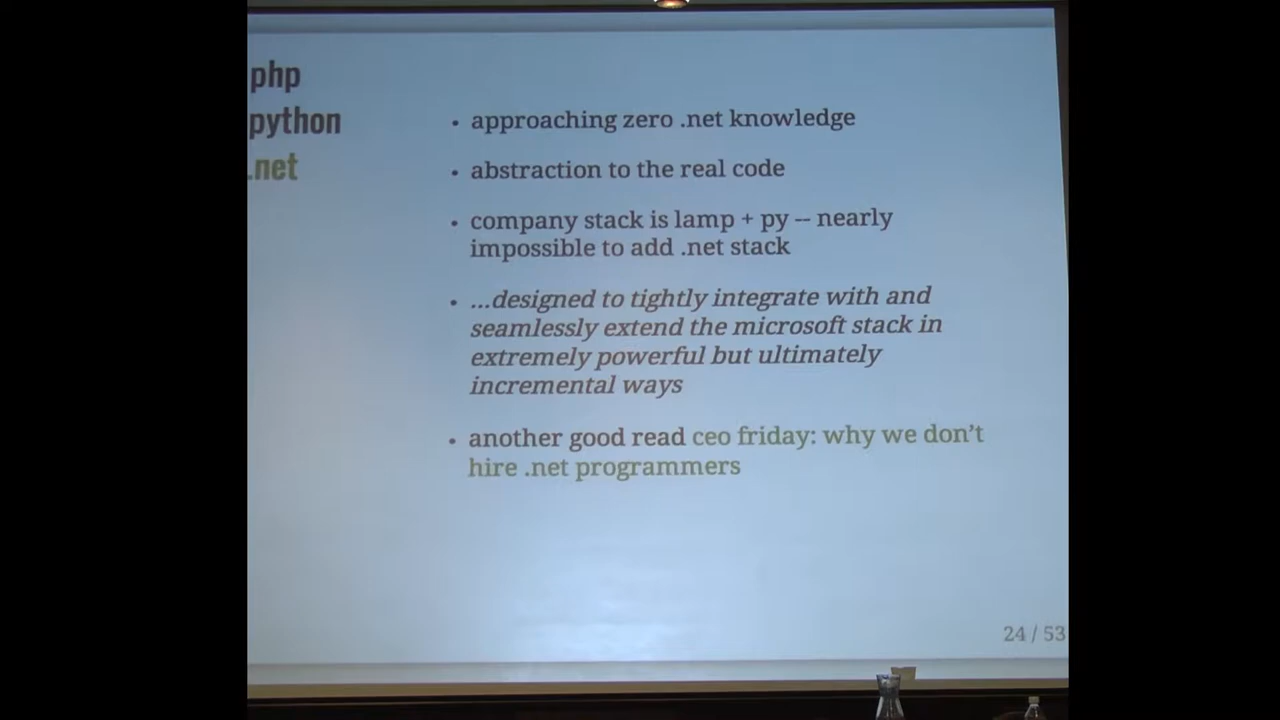 php
python
.net
• approaching zero .net knowledge
• abstraction to the real code
• company stack is lamp + py -- nearly
impossible to add .net stack
• ...designed to tightly integrate with and
seamlessly extend the microsoft stack in
extremely powerful but ultimately
incremental ways
• another good read ceo friday: why we don't
hire .net programmers
24 / 53